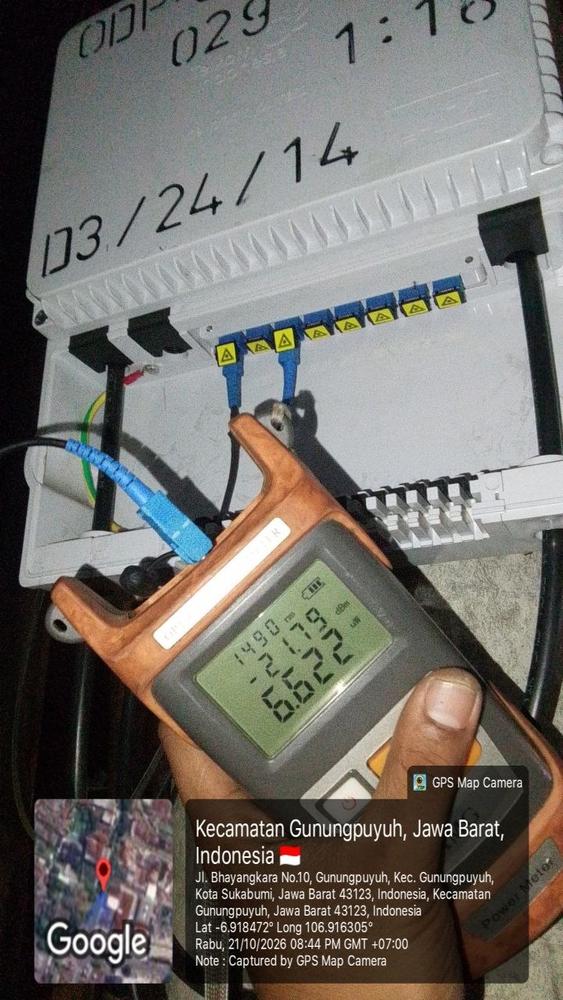 ODP
029
1:16
D3/24/14
1490 nm
-21.79 dBm
6.622 uW
Power Meter
GPS Map Camera
Kecamatan Gunungpuyuh, Jawa Barat,
Indonesia 🇮🇩
Jl. Bhayangkara No.10, Gunungpuyuh, Kec. Gunungpuyuh,
Kota Sukabumi, Jawa Barat 43123, Indonesia, Kecamatan
Gunungpuyuh, Jawa Barat 43123, Indonesia
Lat -6.918472° Long 106.916305°
Rabu, 21/10/2026 08:44 PM GMT +07:00
Note : Captured by GPS Map Camera
Google